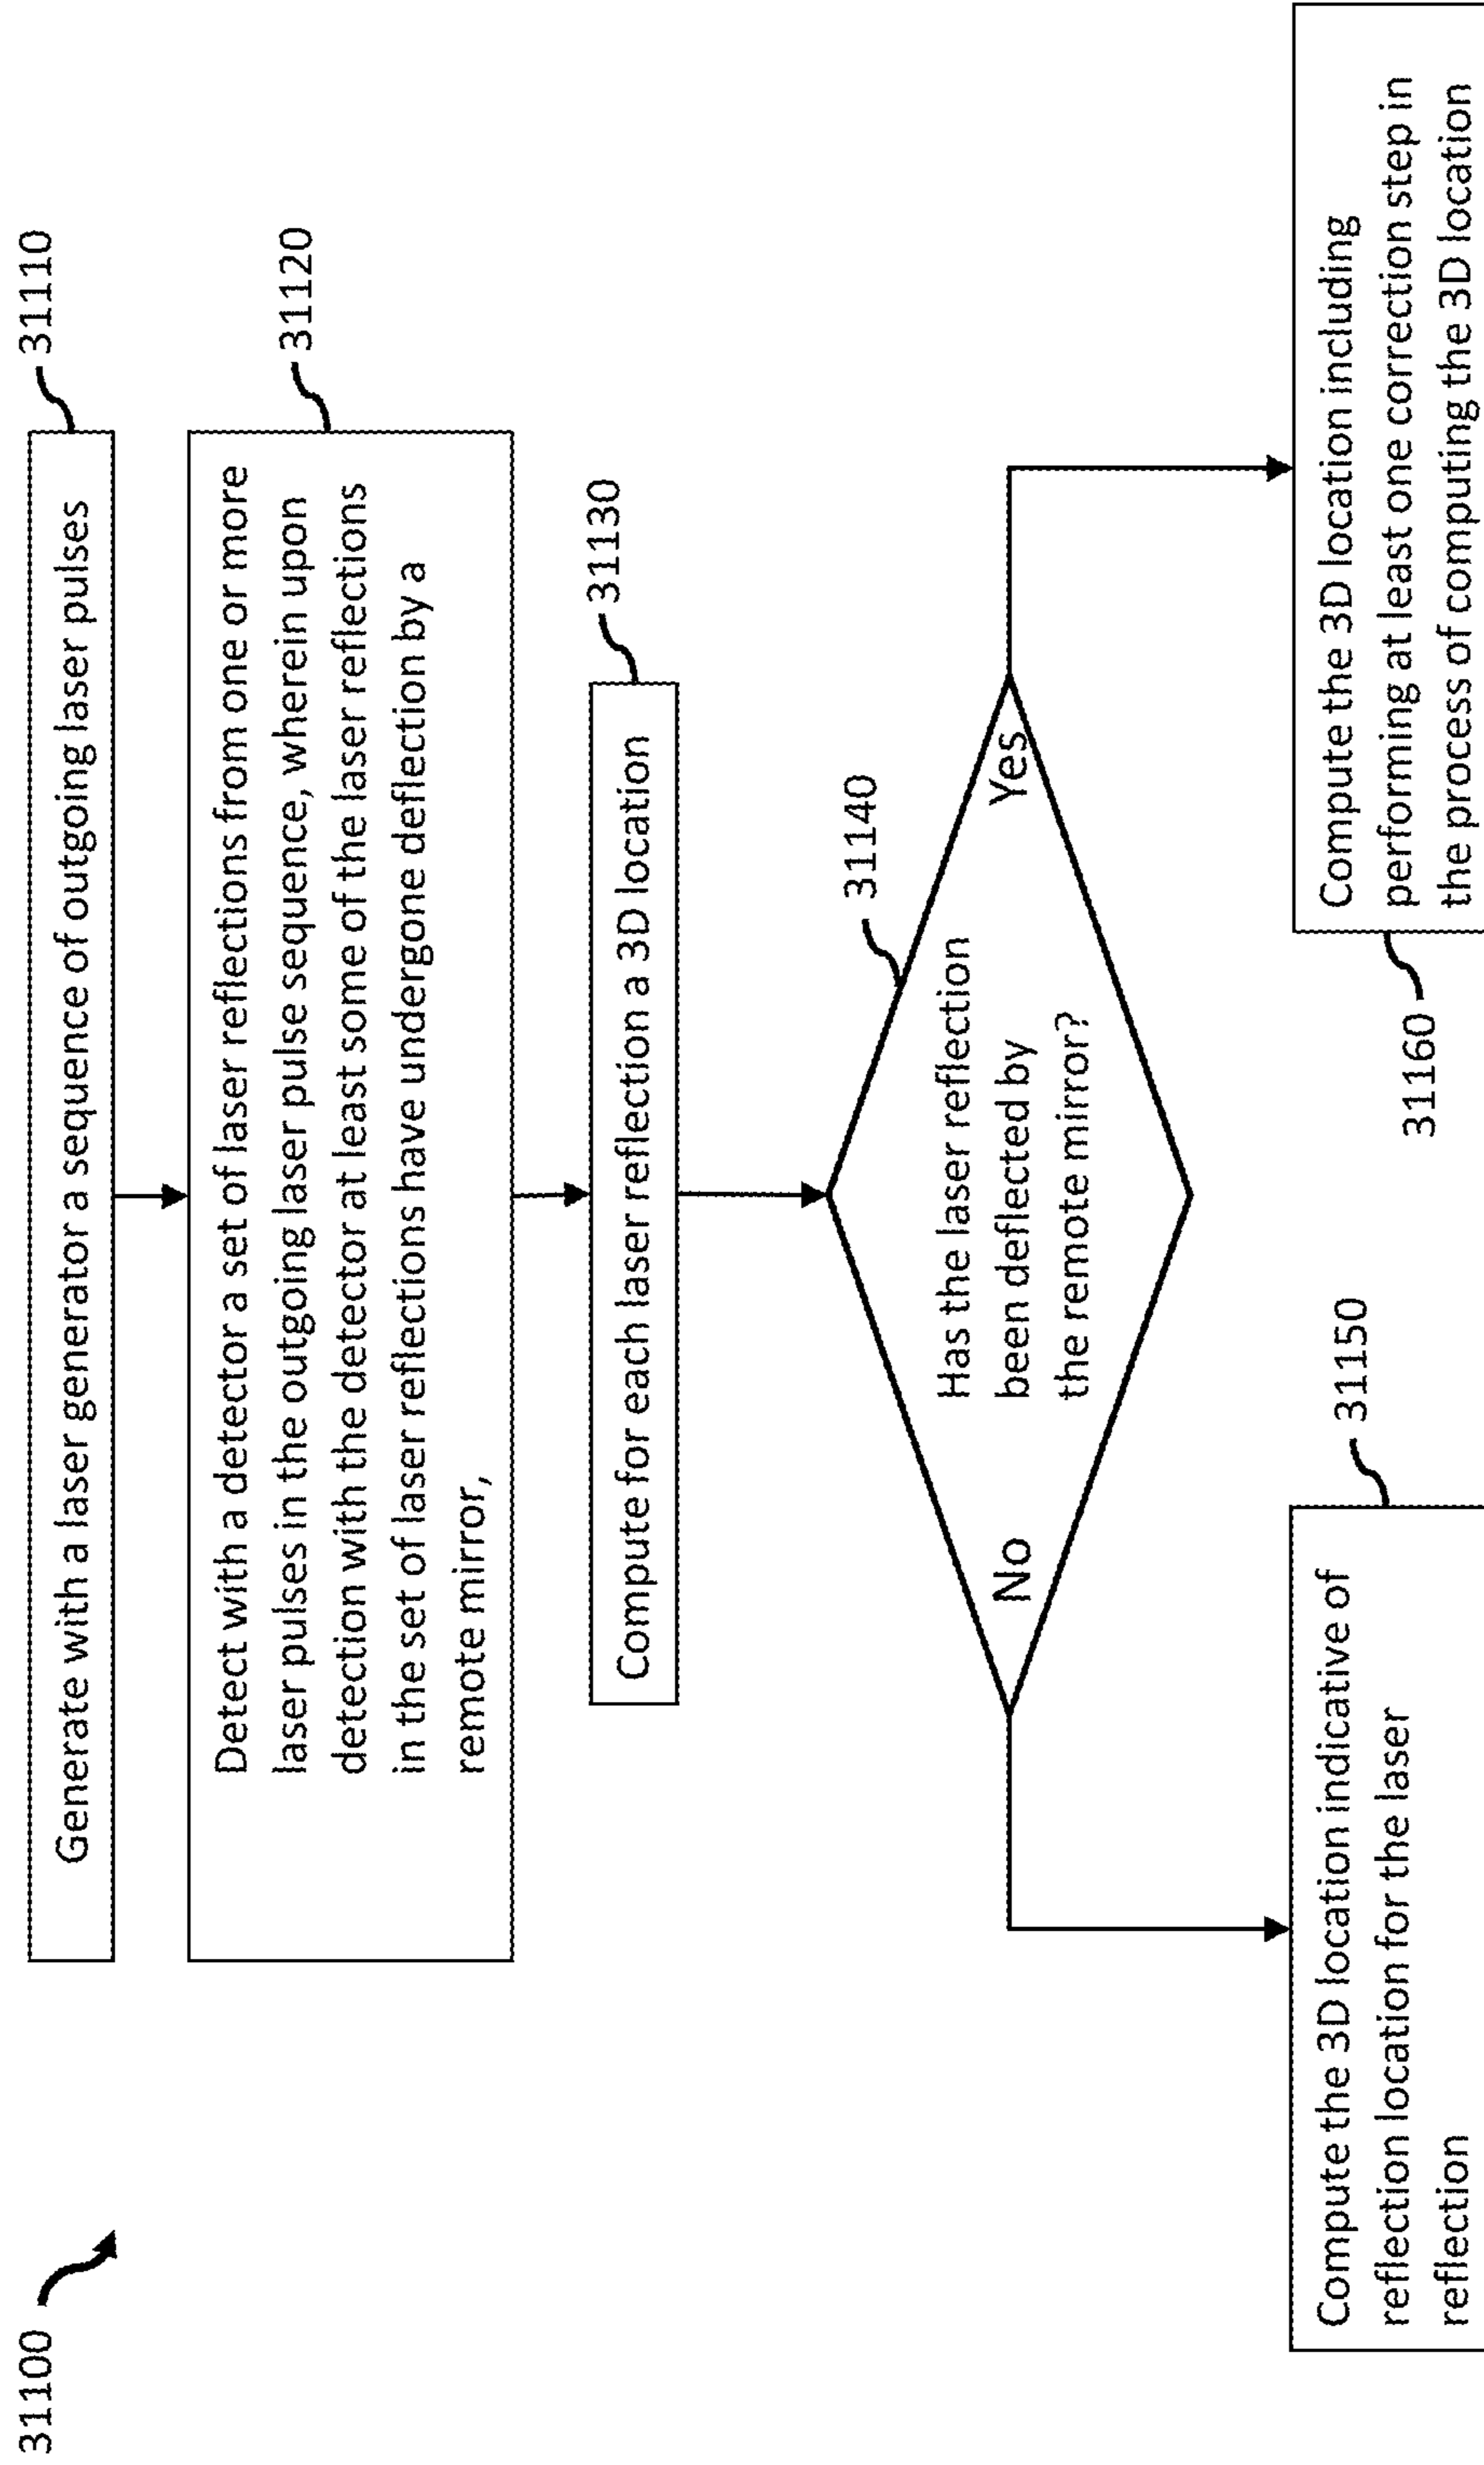 31100
31110
Generate with a laser generator a sequence of outgoing laser pulses
31120
Detect with a detector a set of laser reflections from one or more
laser pulses in the outgoing laser pulse sequence, wherein upon
detection with the detector at least some of the laser reflections
in the set of laser reflections have undergone deflection by a
remote mirror,
31130
Compute for each laser reflection a 3D location
31140
Has the laser reflection
been deflected by
the remote mirror?
No
Yes
31150
Compute the 3D location indicative of
reflection location for the laser
reflection
31160
Compute the 3D location including
performing at least one correction step in
the process of computing the 3D location